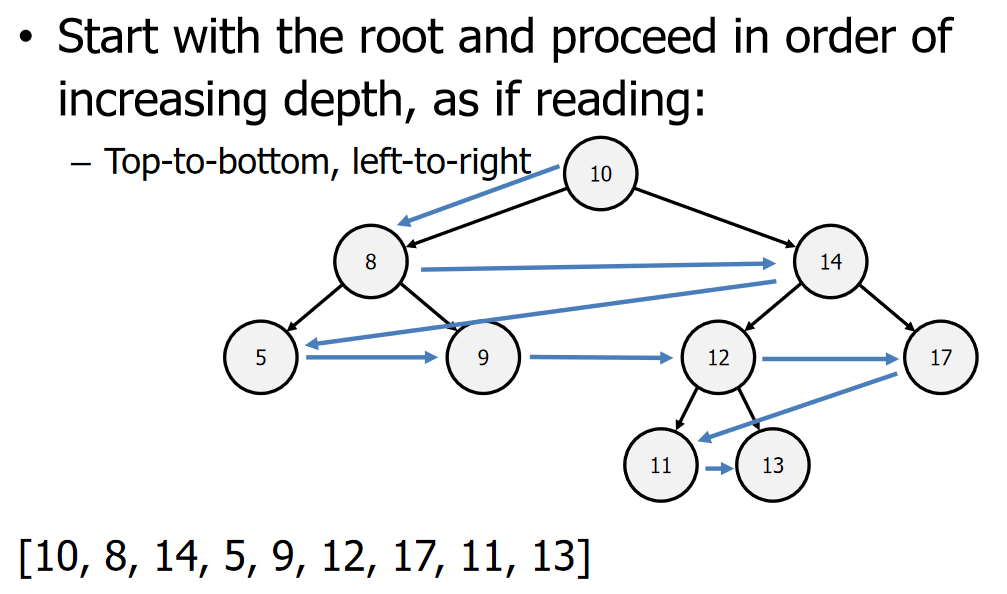 • Start with the root and proceed in order of
increasing depth, as if reading:
– Top-to-bottom, left-to-right
10
8
14
5
9
12
17
11
13
[10, 8, 14, 5, 9, 12, 17, 11, 13]